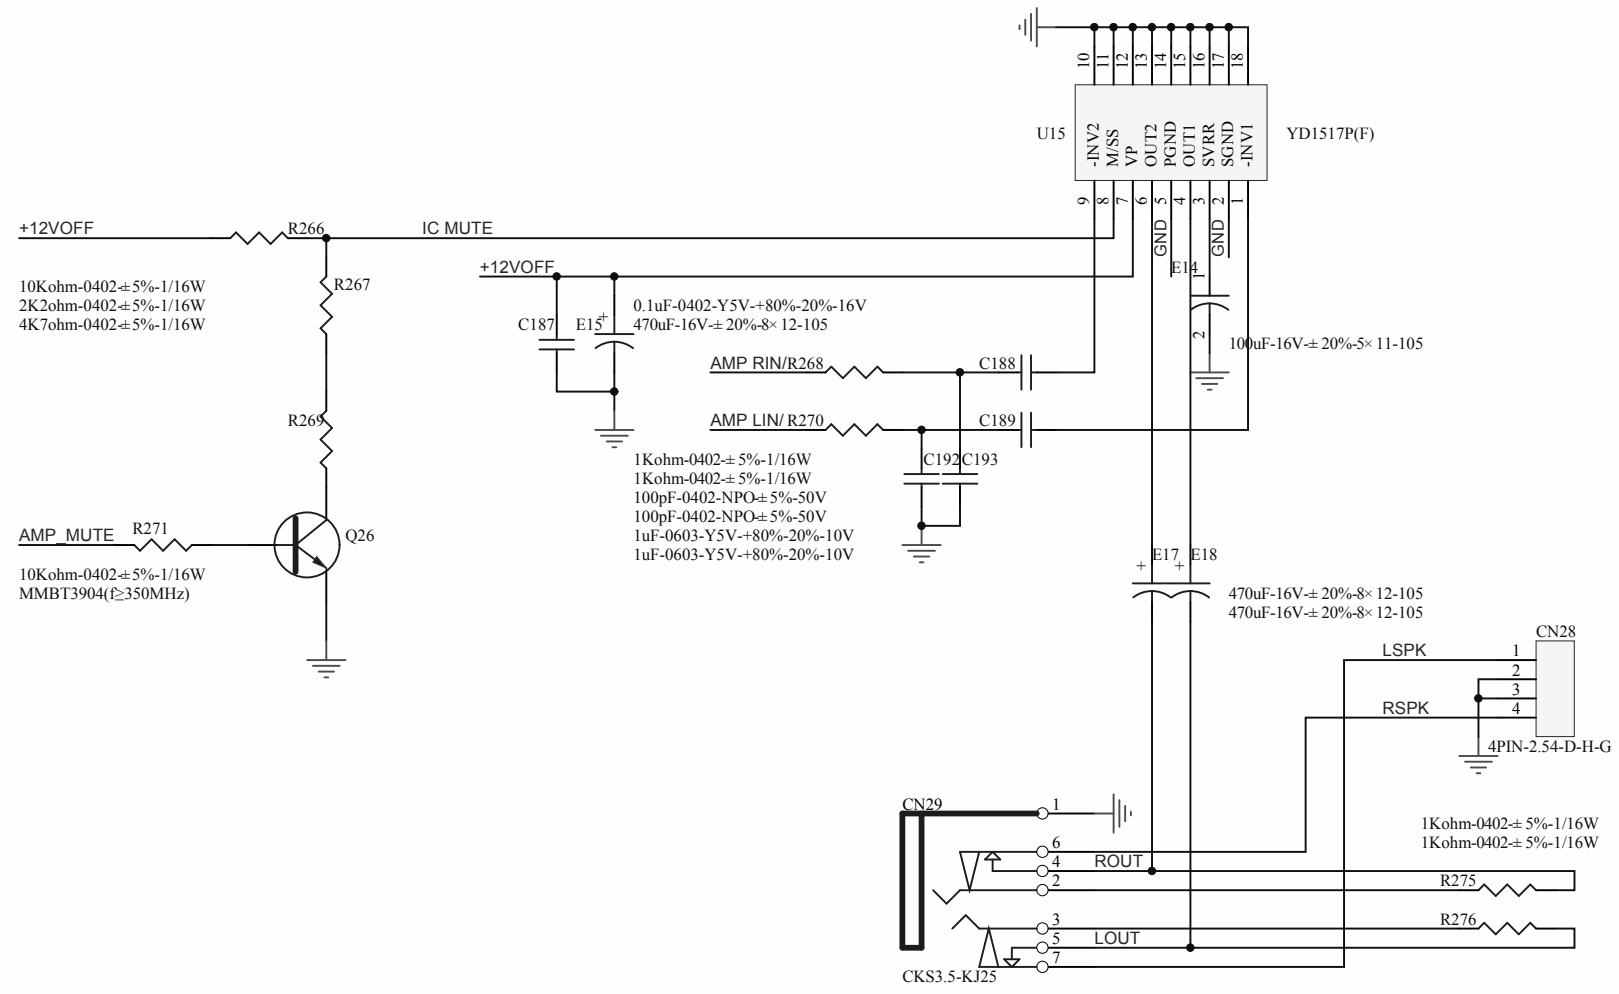 10 11 12 13 14 15 16 17 18
U15
-INV2
M/SS
VP
OUT2
PGND
OUT1
SVRR
SGND
-INV1
YD1517P(F)
9 8 7 6 5 4 3 2 1
GND
GND
+12VOFF
R266
IC MUTE
+12VOFF
E14
1
2
100uF-16V-±20%-5×11-105
10Kohm-0402-±5%-1/16W
2K2ohm-0402-±5%-1/16W
4K7ohm-0402-±5%-1/16W
R267
C187
E15
+
0.1uF-0402-Y5V-+80%-20%-16V
470uF-16V-±20%-8×12-105
AMP RIN/R268
C188
R269
AMP LIN/ R270
C189
C192
C193
1Kohm-0402-±5%-1/16W
1Kohm-0402-±5%-1/16W
100pF-0402-NPO-±5%-50V
100pF-0402-NPO-±5%-50V
1uF-0603-Y5V-+80%-20%-10V
1uF-0603-Y5V-+80%-20%-10V
AMP_MUTE
R271
Q26
10Kohm-0402-±5%-1/16W
MMBT3904(f≥350MHz)
+
E17
+
E18
470uF-16V-±20%-8×12-105
470uF-16V-±20%-8×12-105
CN28
LSPK
1
2
3
RSPK
4
4PIN-2.54-D-H-G
CN29
1
1Kohm-0402-±5%-1/16W
1Kohm-0402-±5%-1/16W
6
4
ROUT
2
R275
3
R276
5
LOUT
7
CKS3.5-KJ25